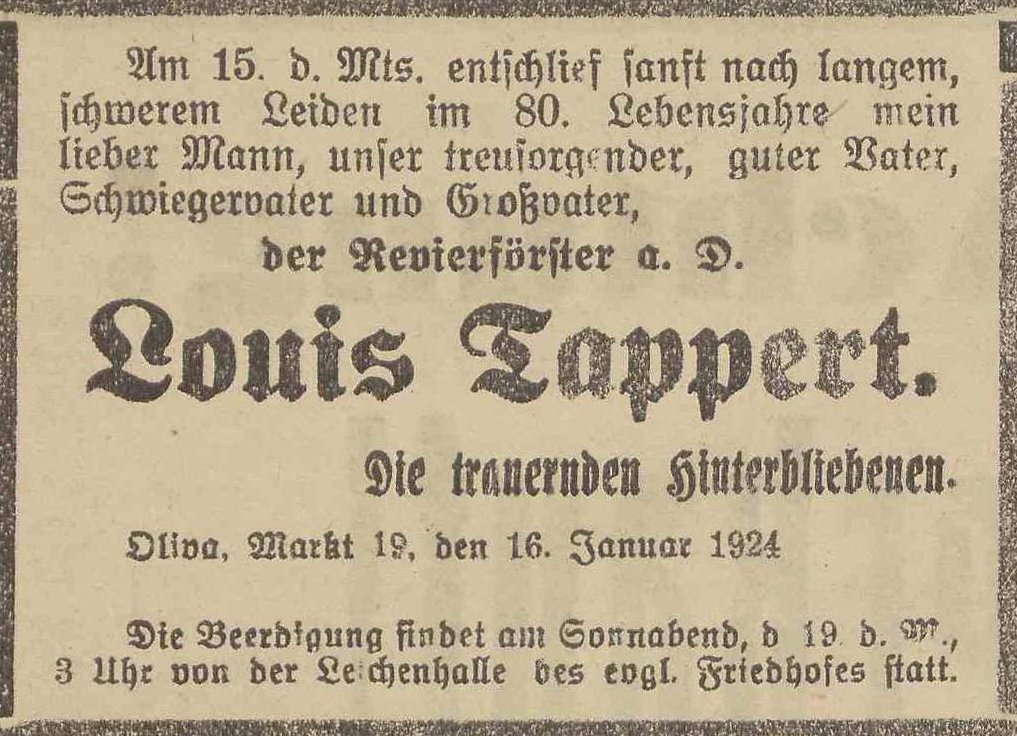 Am 15. d. Mts. entschlief sanft nach langem,
schwerem Leiden im 80. Lebensjahre mein
lieber Mann, unser treusorgender, guter Vater,
Schwiegervater und Großvater,
der Revierförster a. D.
Louis Tappert.
Die trauernden Hinterbliebenen.
Oliva, Markt 19, den 16. Januar 1924
Die Beerdigung findet am Sonnabend, d 19. d. M.,
3 Uhr von der Leichenhalle des evgl. Friedhofes statt.